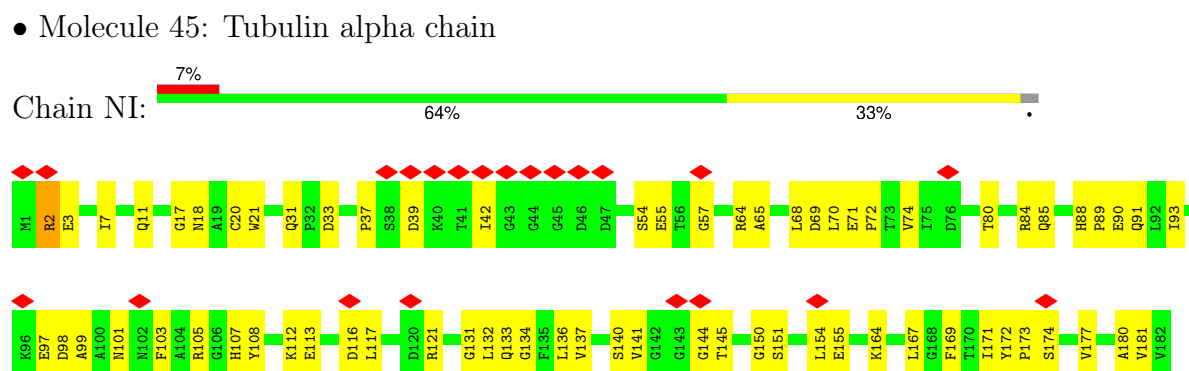 • Molecule 45: Tubulin alpha chain
7%
Chain NI:
64% 33% .
M1 R2 E3 I7 Q11 G17 N18 A19 C20 W21 Q31 P32 D33 P37 S38 D39 K40 T41 I42 G43 G44 G45 D46 D47 S54 E55 T56 G57 R64 A65 L68 D69 L70 E71 P72 T73 V74 I75 D76 T80 R84 Q85 H88 P89 E90 Q91 L92 I93
K96 E97 D98 A99 A100 N101 N102 F103 A104 R105 G106 H107 Y108 K112 E113 D116 L117 D120 R121 G131 L132 Q133 G134 F135 L136 V137 S140 V141 G142 G143 G144 T145 G150 S151 L154 E155 K164 L167 G168 F169 T170 I171 Y172 P173 S174 V177 A180 V181 V182